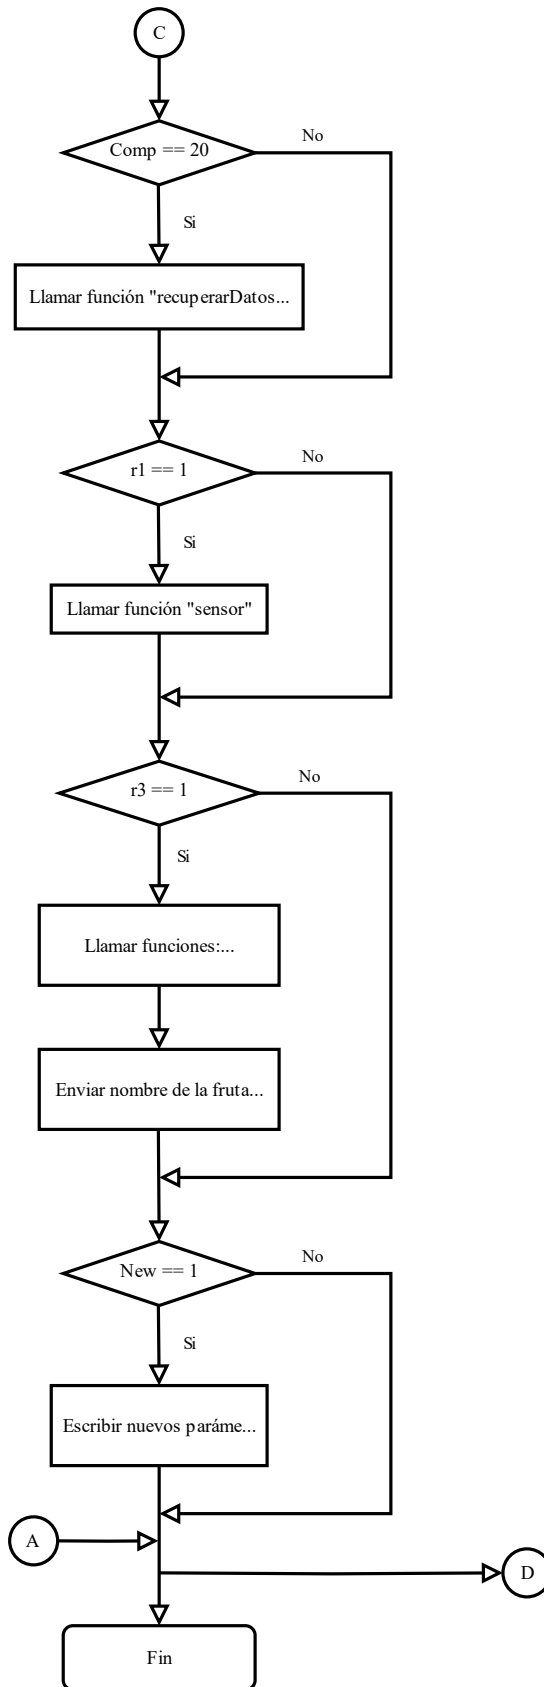 C
Comp == 20
No
Si
Llamar función "recuperarDatos...
r1 == 1
No
Si
Llamar función "sensor"
r3 == 1
No
Si
Llamar funciones:...
Enviar nombre de la fruta...
New == 1
No
Si
Escribir nuevos paráme...
A
D
Fin